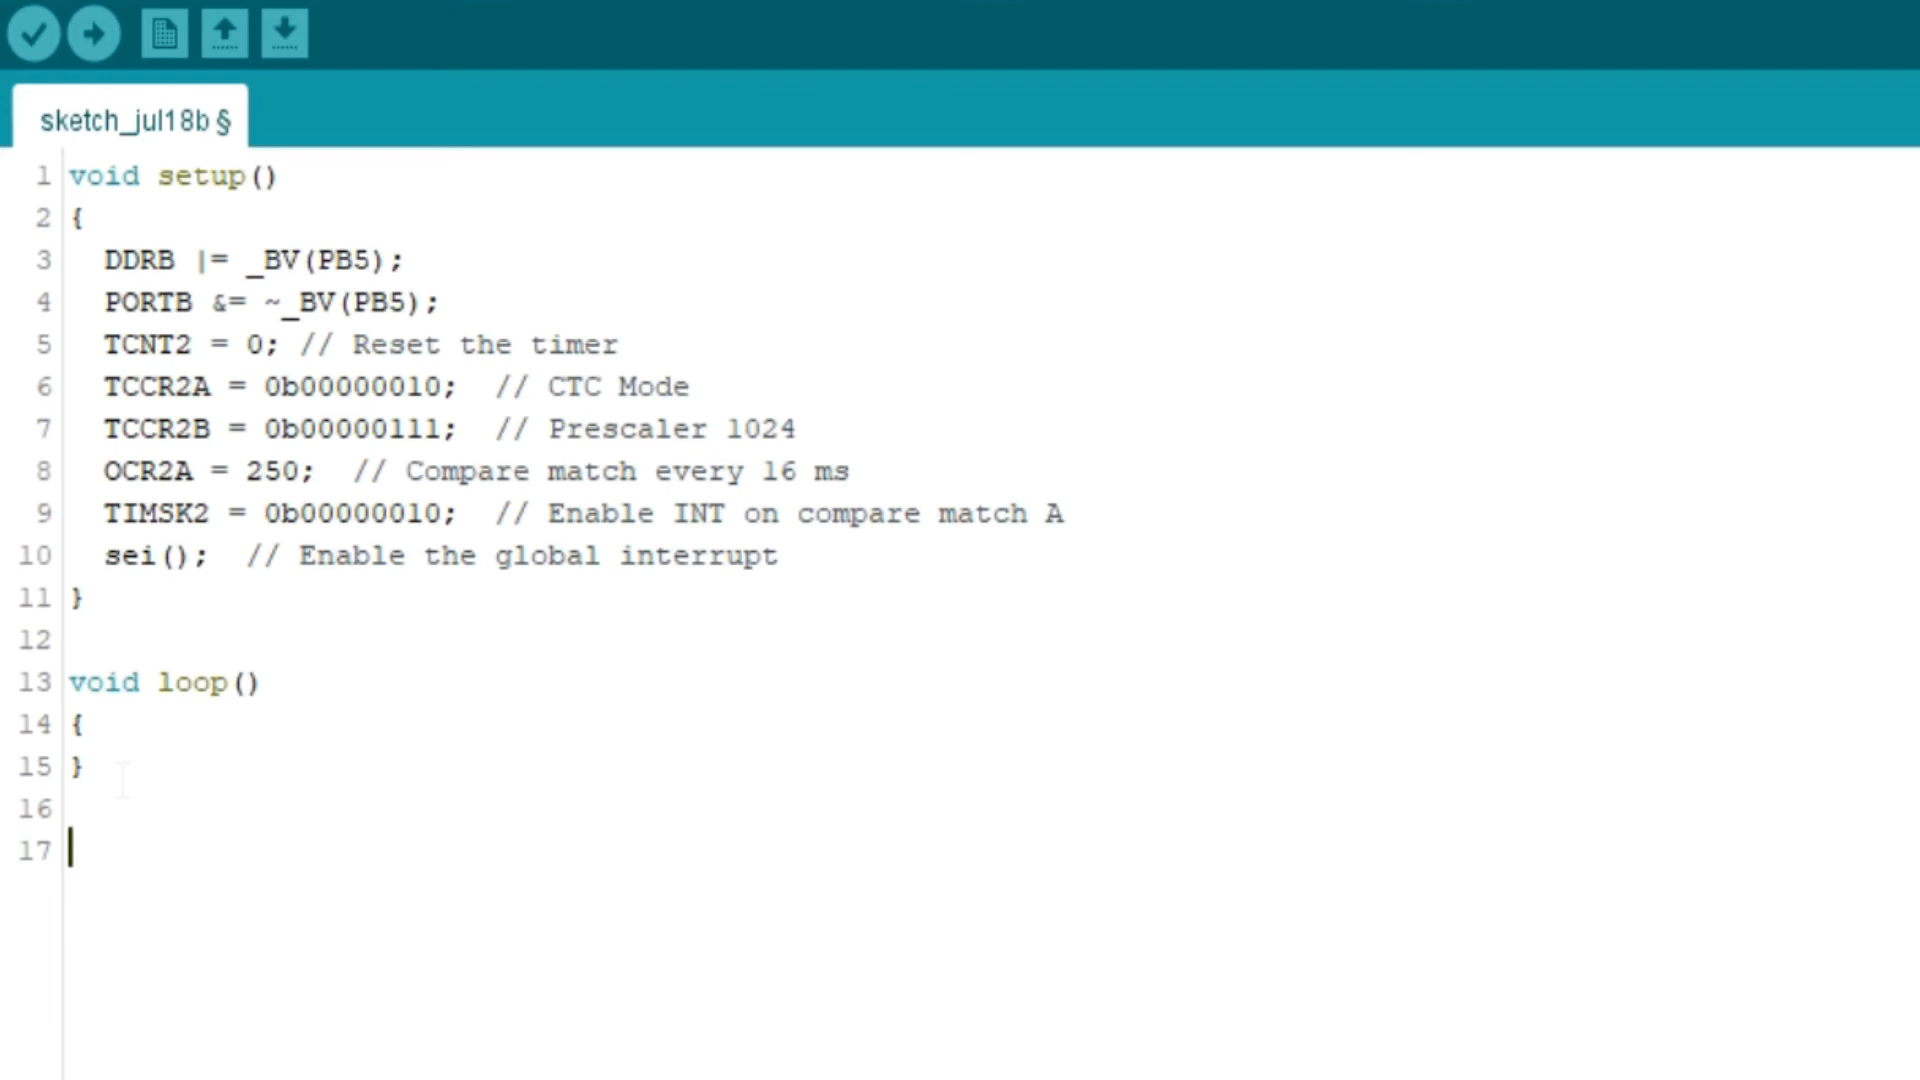 sketch_jul18b §
1 void setup()
2 {
3 DDRB |= _BV(PB5);
4 PORTB &= ~_BV(PB5);
5 TCNT2 = 0; // Reset the timer
6 TCCR2A = 0b00000010;  // CTC Mode
7 TCCR2B = 0b00000111;  // Prescaler 1024
8 OCR2A = 250;  // Compare match every 16 ms
9 TIMSK2 = 0b00000010;  // Enable INT on compare match A
10 sei();  // Enable the global interrupt
11 }
12
13 void loop()
14 {
15 }
16
17